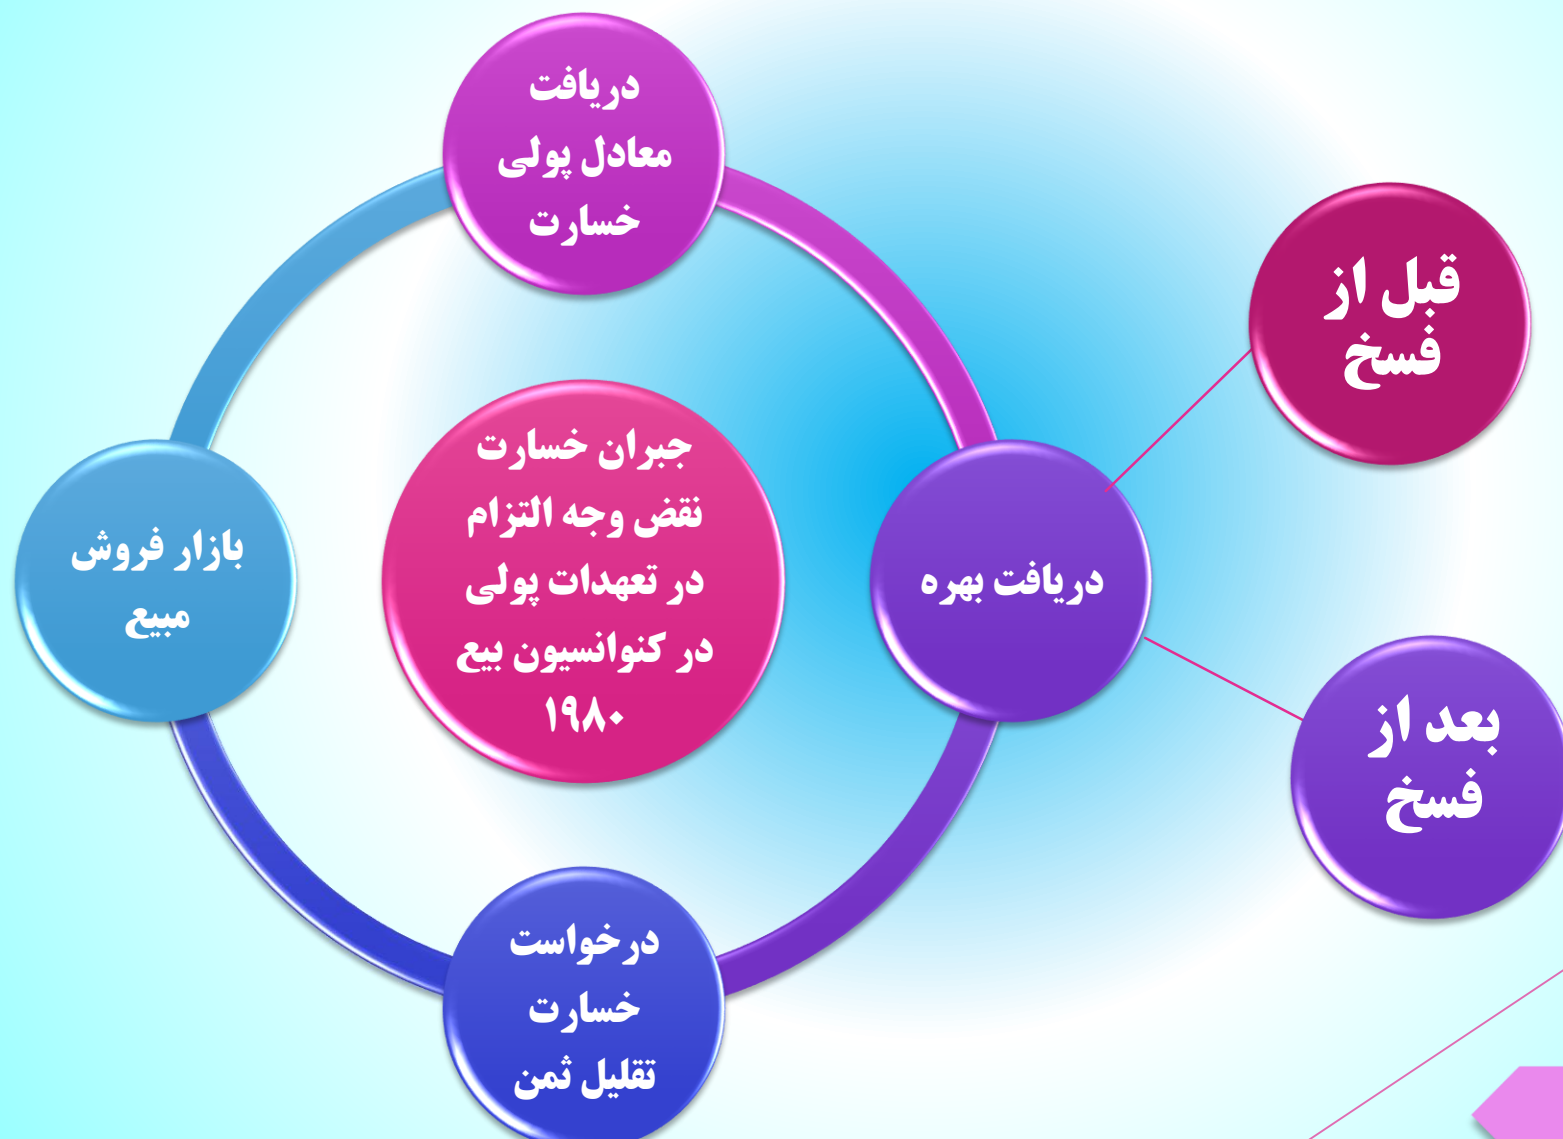 دریافت
معادل پولی
خسارت
قبل از
فسخ
جبران خسارت
نقض وجه التزام
در تعهدات پولی
در کنوانسیون بیع
۱۹۸۰
دریافت بهره
بازار فروش
مبیع
بعد از
فسخ
درخواست
خسارت
تقلیل ثمن